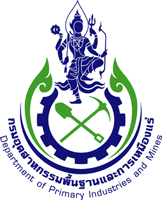 กรมอุตสาหกรรมพื้นฐานและการเหมืองแร่
Department of Primary Industries and Mines